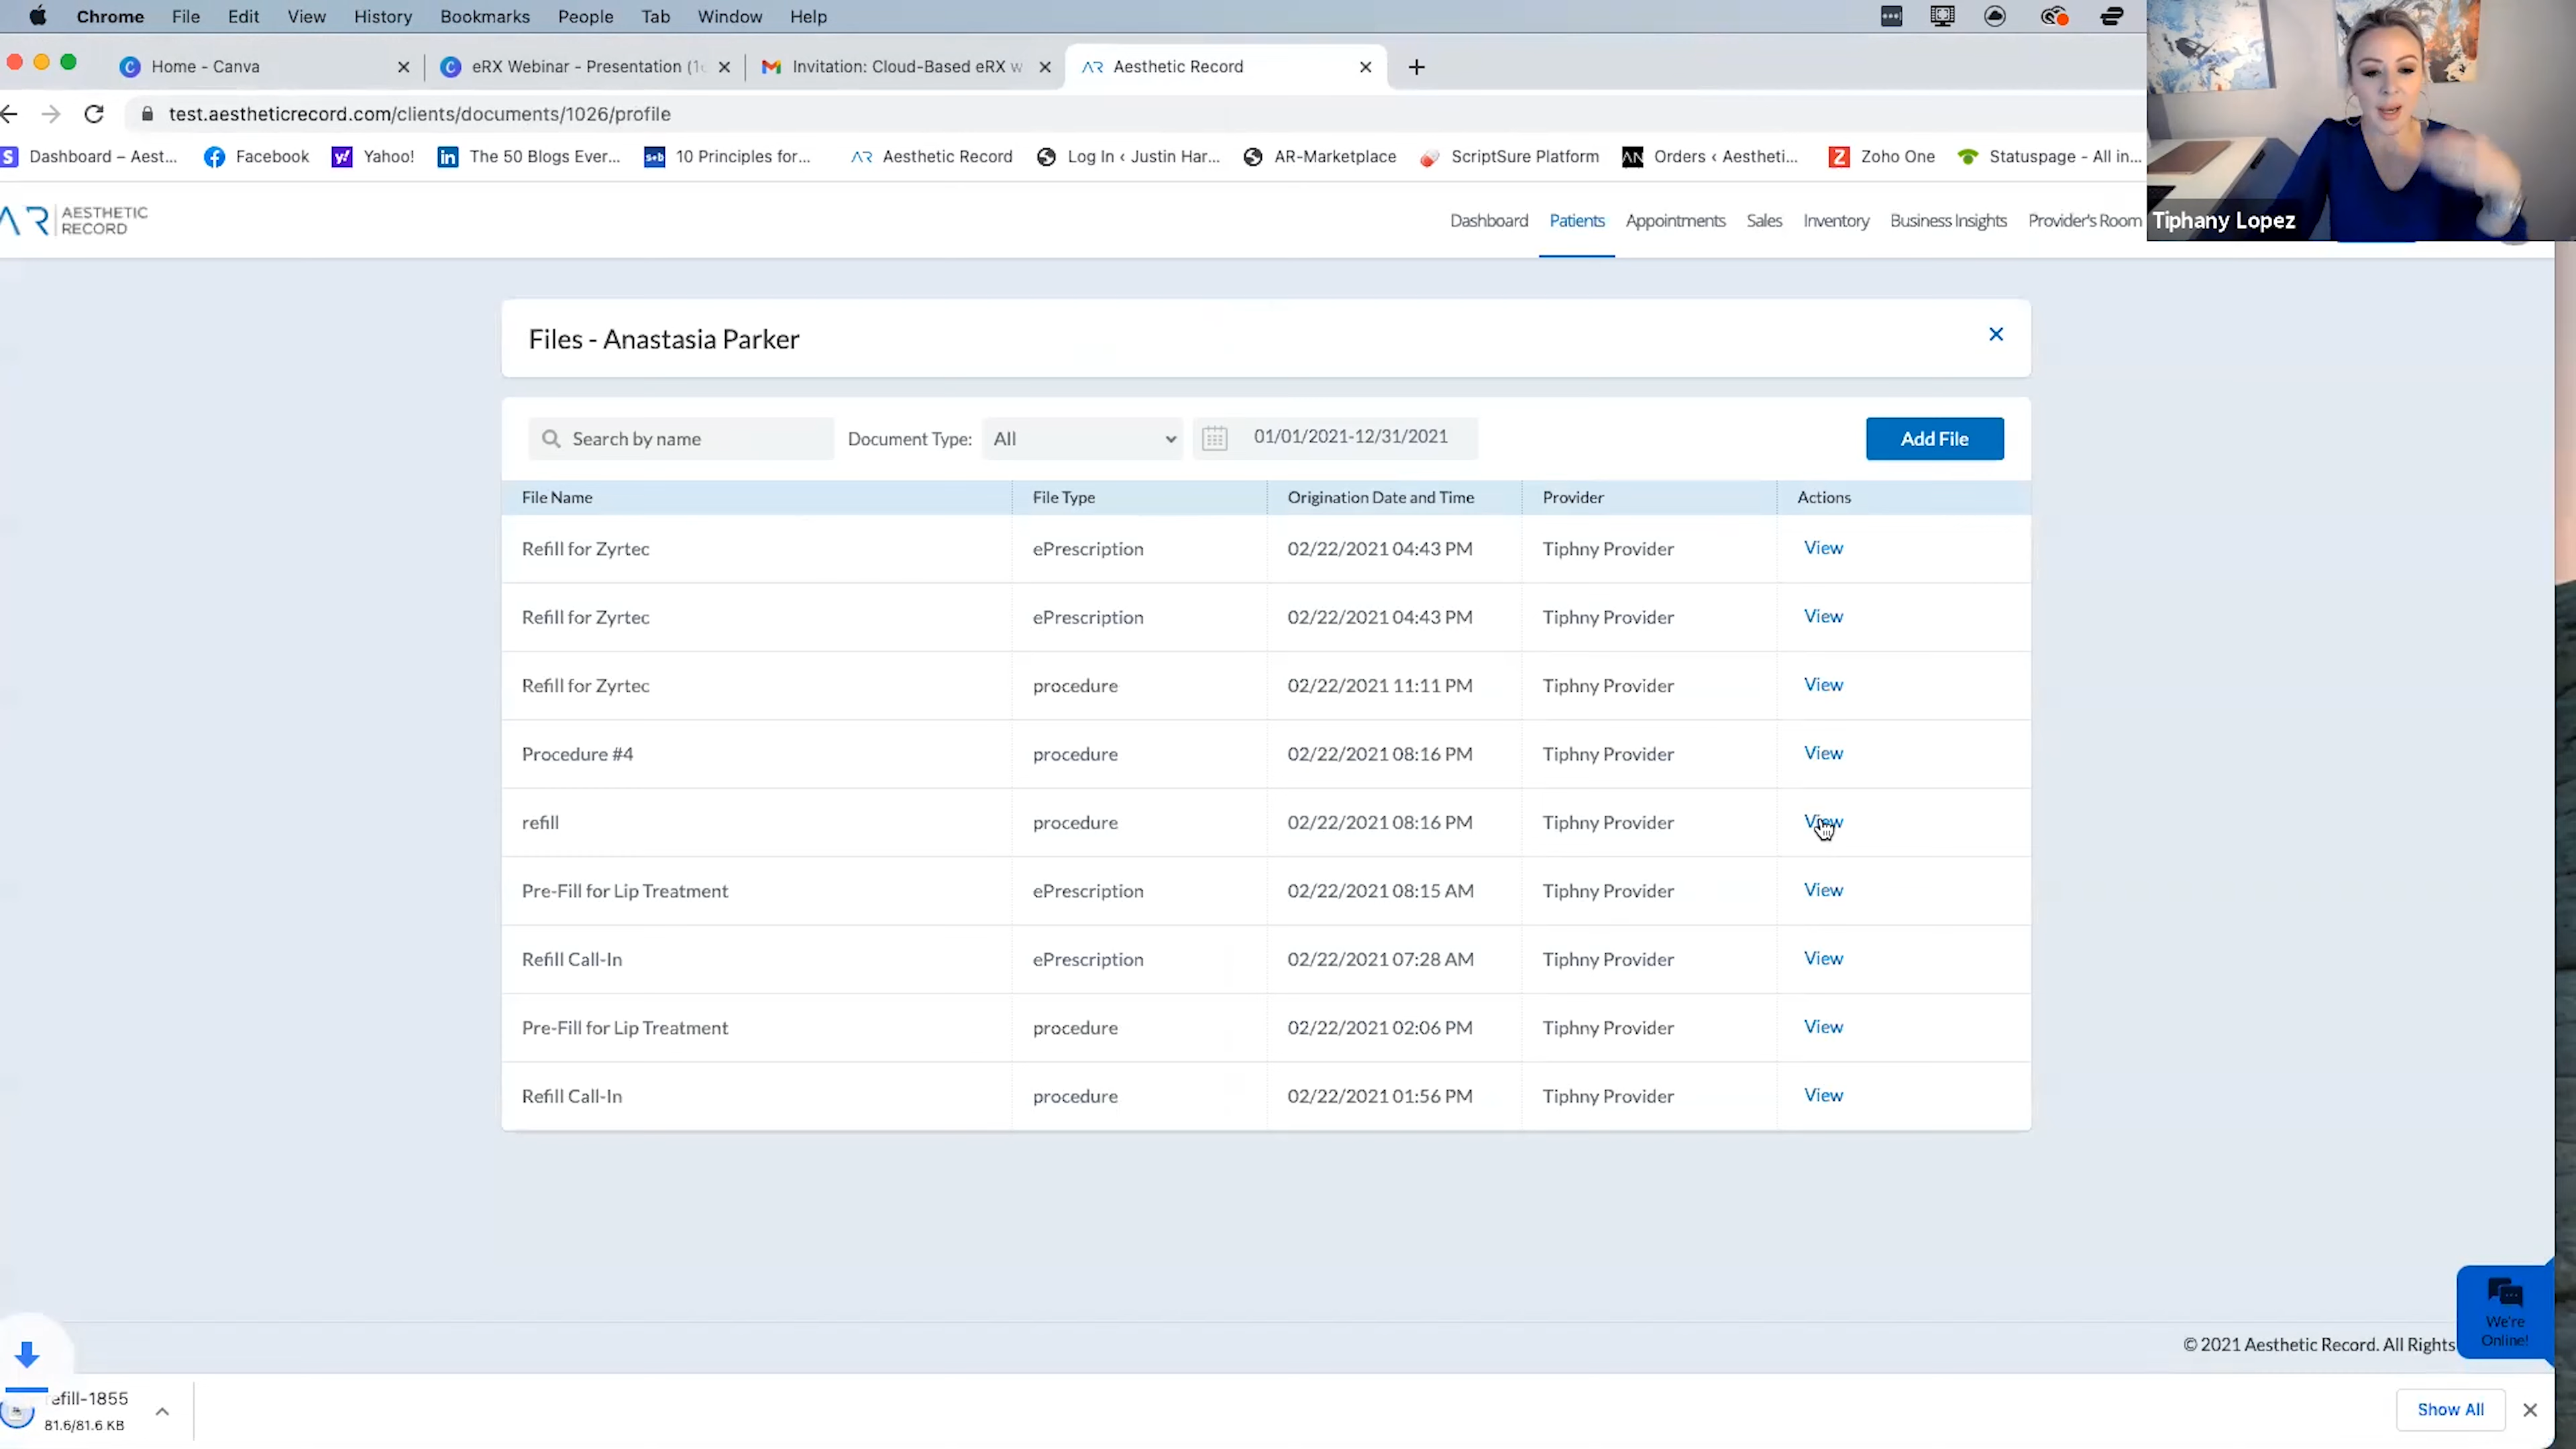 Chrome File Edit View History Bookmarks People Tab Window Help
Home - Canva
eRX Webinar - Presentation (1
Invitation: Cloud-Based eRX w
Aesthetic Record
test.aestheticrecord.com/clients/documents/1026/profile
Dashboard – Aest...
Facebook
Yahoo!
The 50 Blogs Ever...
10 Principles for...
Aesthetic Record
Log In ‹ Justin Har...
AR-Marketplace
ScriptSure Platform
Orders ‹ Aestheti...
Zoho One
Statuspage - All in...
Tiphany Lopez
AR AESTHETIC
RECORD
Dashboard Patients Appointments Sales Inventory Business Insights Provider's Room
Files - Anastasia Parker
Search by name Document Type: All 01/01/2021-12/31/2021 Add File
File Name File Type Origination Date and Time Provider Actions
Refill for Zyrtec ePrescription 02/22/2021 04:43 PM Tiphny Provider View
Refill for Zyrtec ePrescription 02/22/2021 04:43 PM Tiphny Provider View
Refill for Zyrtec procedure 02/22/2021 11:11 PM Tiphny Provider View
Procedure #4 procedure 02/22/2021 08:16 PM Tiphny Provider View
refill procedure 02/22/2021 08:16 PM Tiphny Provider View
Pre-Fill for Lip Treatment ePrescription 02/22/2021 08:15 AM Tiphny Provider View
Refill Call-In ePrescription 02/22/2021 07:28 AM Tiphny Provider View
Pre-Fill for Lip Treatment procedure 02/22/2021 02:06 PM Tiphny Provider View
Refill Call-In procedure 02/22/2021 01:56 PM Tiphny Provider View
We're
Online!
© 2021 Aesthetic Record. All Rights
efill-1855
81.6/81.6 KB
Show All